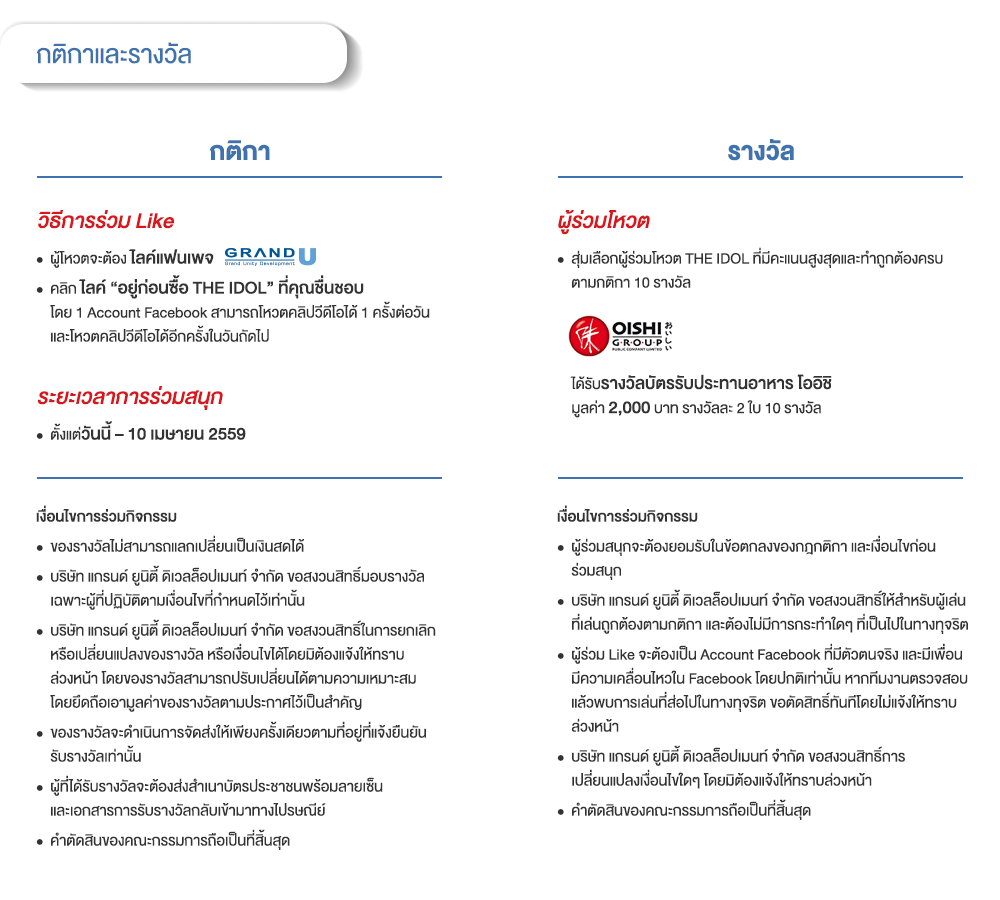 กติกาและรางวัล
กติกา
วิธีการร่วม Like
• ผู้โหวตจะต้อง ไลค์แฟนเพจ GRAND U
Grand Unity Development
• คลิก ไลค์ “อยู่ก่อนซื้อ THE IDOL” ที่คุณชื่นชอบ
โดย 1 Account Facebook สามารถโหวตคลิปวีดีโอได้ 1 ครั้งต่อวัน
และโหวตคลิปวีดีโอได้อีกครั้งในวันถัดไป
ระยะเวลาการร่วมสนุก
• ตั้งแต่วันนี้ – 10 เมษายน 2559
เงื่อนไขการร่วมกิจกรรม
• ของรางวัลไม่สามารถแลกเปลี่ยนเป็นเงินสดได้
• บริษัท แกรนด์ ยูนิตี้ ดิเวลล็อปเมนท์ จำกัด ขอสงวนสิทธิ์มอบรางวัล
เฉพาะผู้ที่ปฏิบัติตามเงื่อนไขที่กำหนดไว้เท่านั้น
• บริษัท แกรนด์ ยูนิตี้ ดิเวลล็อปเมนท์ จำกัด ขอสงวนสิทธิ์ในการยกเลิก
หรือเปลี่ยนแปลงของรางวัล หรือเงื่อนไขได้โดยมิต้องแจ้งให้ทราบ
ล่วงหน้า โดยของรางวัลสามารถปรับเปลี่ยนได้ตามความเหมาะสม
โดยยึดถือเอามูลค่าของรางวัลตามประกาศไว้เป็นสำคัญ
• ของรางวัลจะดำเนินการจัดส่งให้เพียงครั้งเดียวตามที่อยู่ที่แจ้งยืนยัน
รับรางวัลเท่านั้น
• ผู้ที่ได้รับรางวัลจะต้องส่งสำเนาบัตรประชาชนพร้อมลายเซ็น
และเอกสารการรับรางวัลกลับเข้ามาทางไปรษณีย์
• คำตัดสินของคณะกรรมการถือเป็นที่สิ้นสุด
รางวัล
ผู้ร่วมโหวต
• สุ่มเลือกผู้ร่วมโหวต THE IDOL ที่มีคะแนนสูงสุดและทำถูกต้องครบ
ตามกติกา 10 รางวัล
OISHI おいしい
G•R•O•U•P
PUBLIC COMPANY LIMITED
ได้รับรางวัลบัตรรับประทานอาหาร โออิชิ
มูลค่า 2,000 บาท รางวัลละ 2 ใบ 10 รางวัล
เงื่อนไขการร่วมกิจกรรม
• ผู้ร่วมสนุกจะต้องยอมรับในข้อตกลงของกฎกติกา และเงื่อนไขก่อน
ร่วมสนุก
• บริษัท แกรนด์ ยูนิตี้ ดิเวลล็อปเมนท์ จำกัด ขอสงวนสิทธิ์ให้สำหรับผู้เล่น
ที่เล่นถูกต้องตามกติกา และต้องไม่มีการกระทำใดๆ ที่เป็นไปในทางทุจริต
• ผู้ร่วม Like จะต้องเป็น Account Facebook ที่มีตัวตนจริง และมีเพื่อน
มีความเคลื่อนไหวใน Facebook โดยปกติเท่านั้น หากทีมงานตรวจสอบ
แล้วพบการเล่นที่ส่อไปในทางทุจริต ขอตัดสิทธิ์ทันทีโดยไม่แจ้งให้ทราบ
ล่วงหน้า
• บริษัท แกรนด์ ยูนิตี้ ดิเวลล็อปเมนท์ จำกัด ขอสงวนสิทธิ์การ
เปลี่ยนแปลงเงื่อนไขใดๆ โดยมิต้องแจ้งให้ทราบล่วงหน้า
• คำตัดสินของคณะกรรมการถือเป็นที่สิ้นสุด